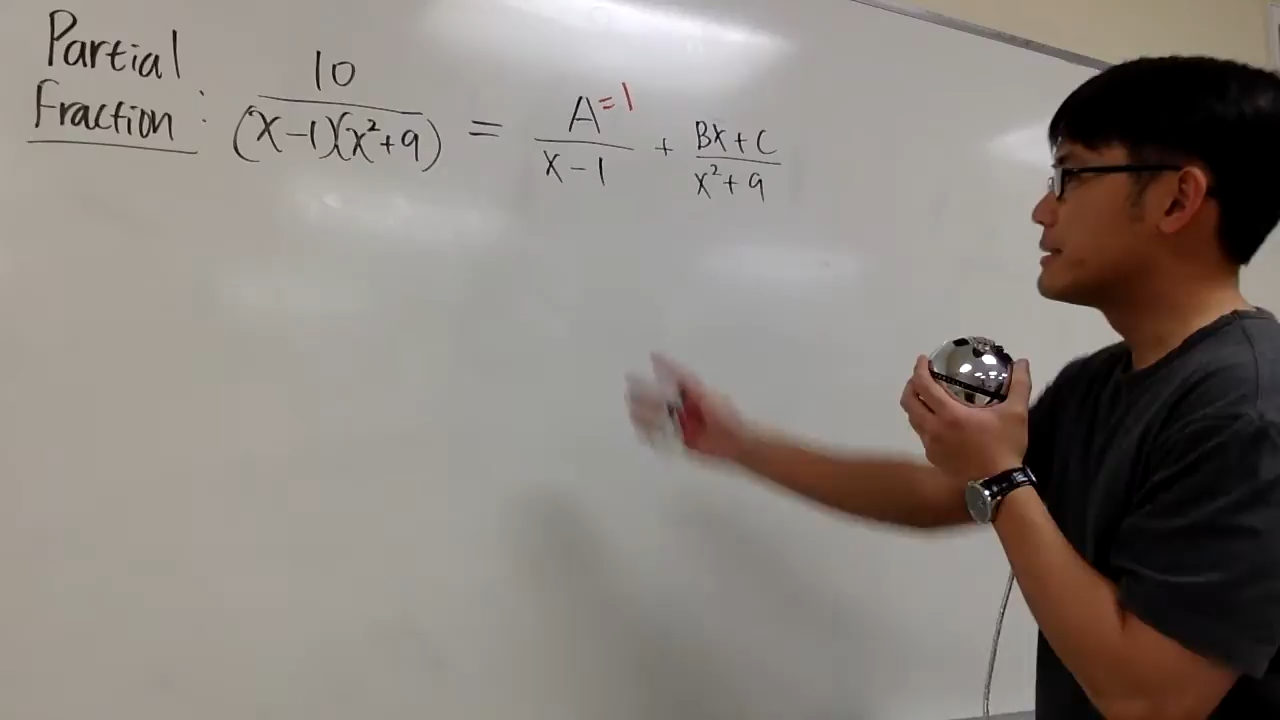 Partial
Fraction : 10 / (x-1)(x²+9) = A=1 / x-1 + Bx+C / x²+9